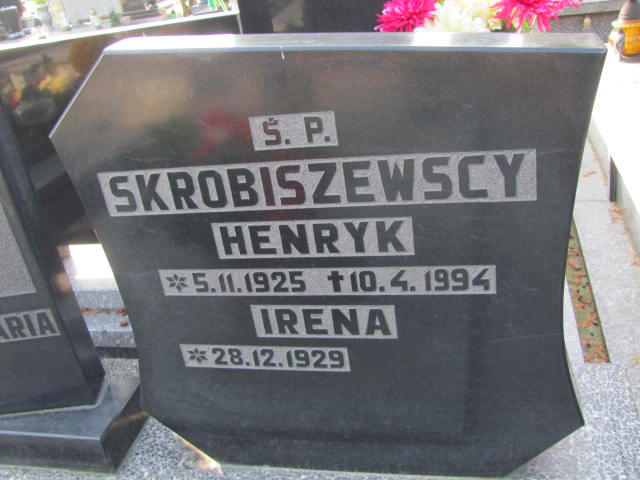 Ś. P.
SKROBISZEWSCY
HENRYK
* 5.11.1925 ✝ 10.4.1994
IRENA
* 28.12.1929
ARIA